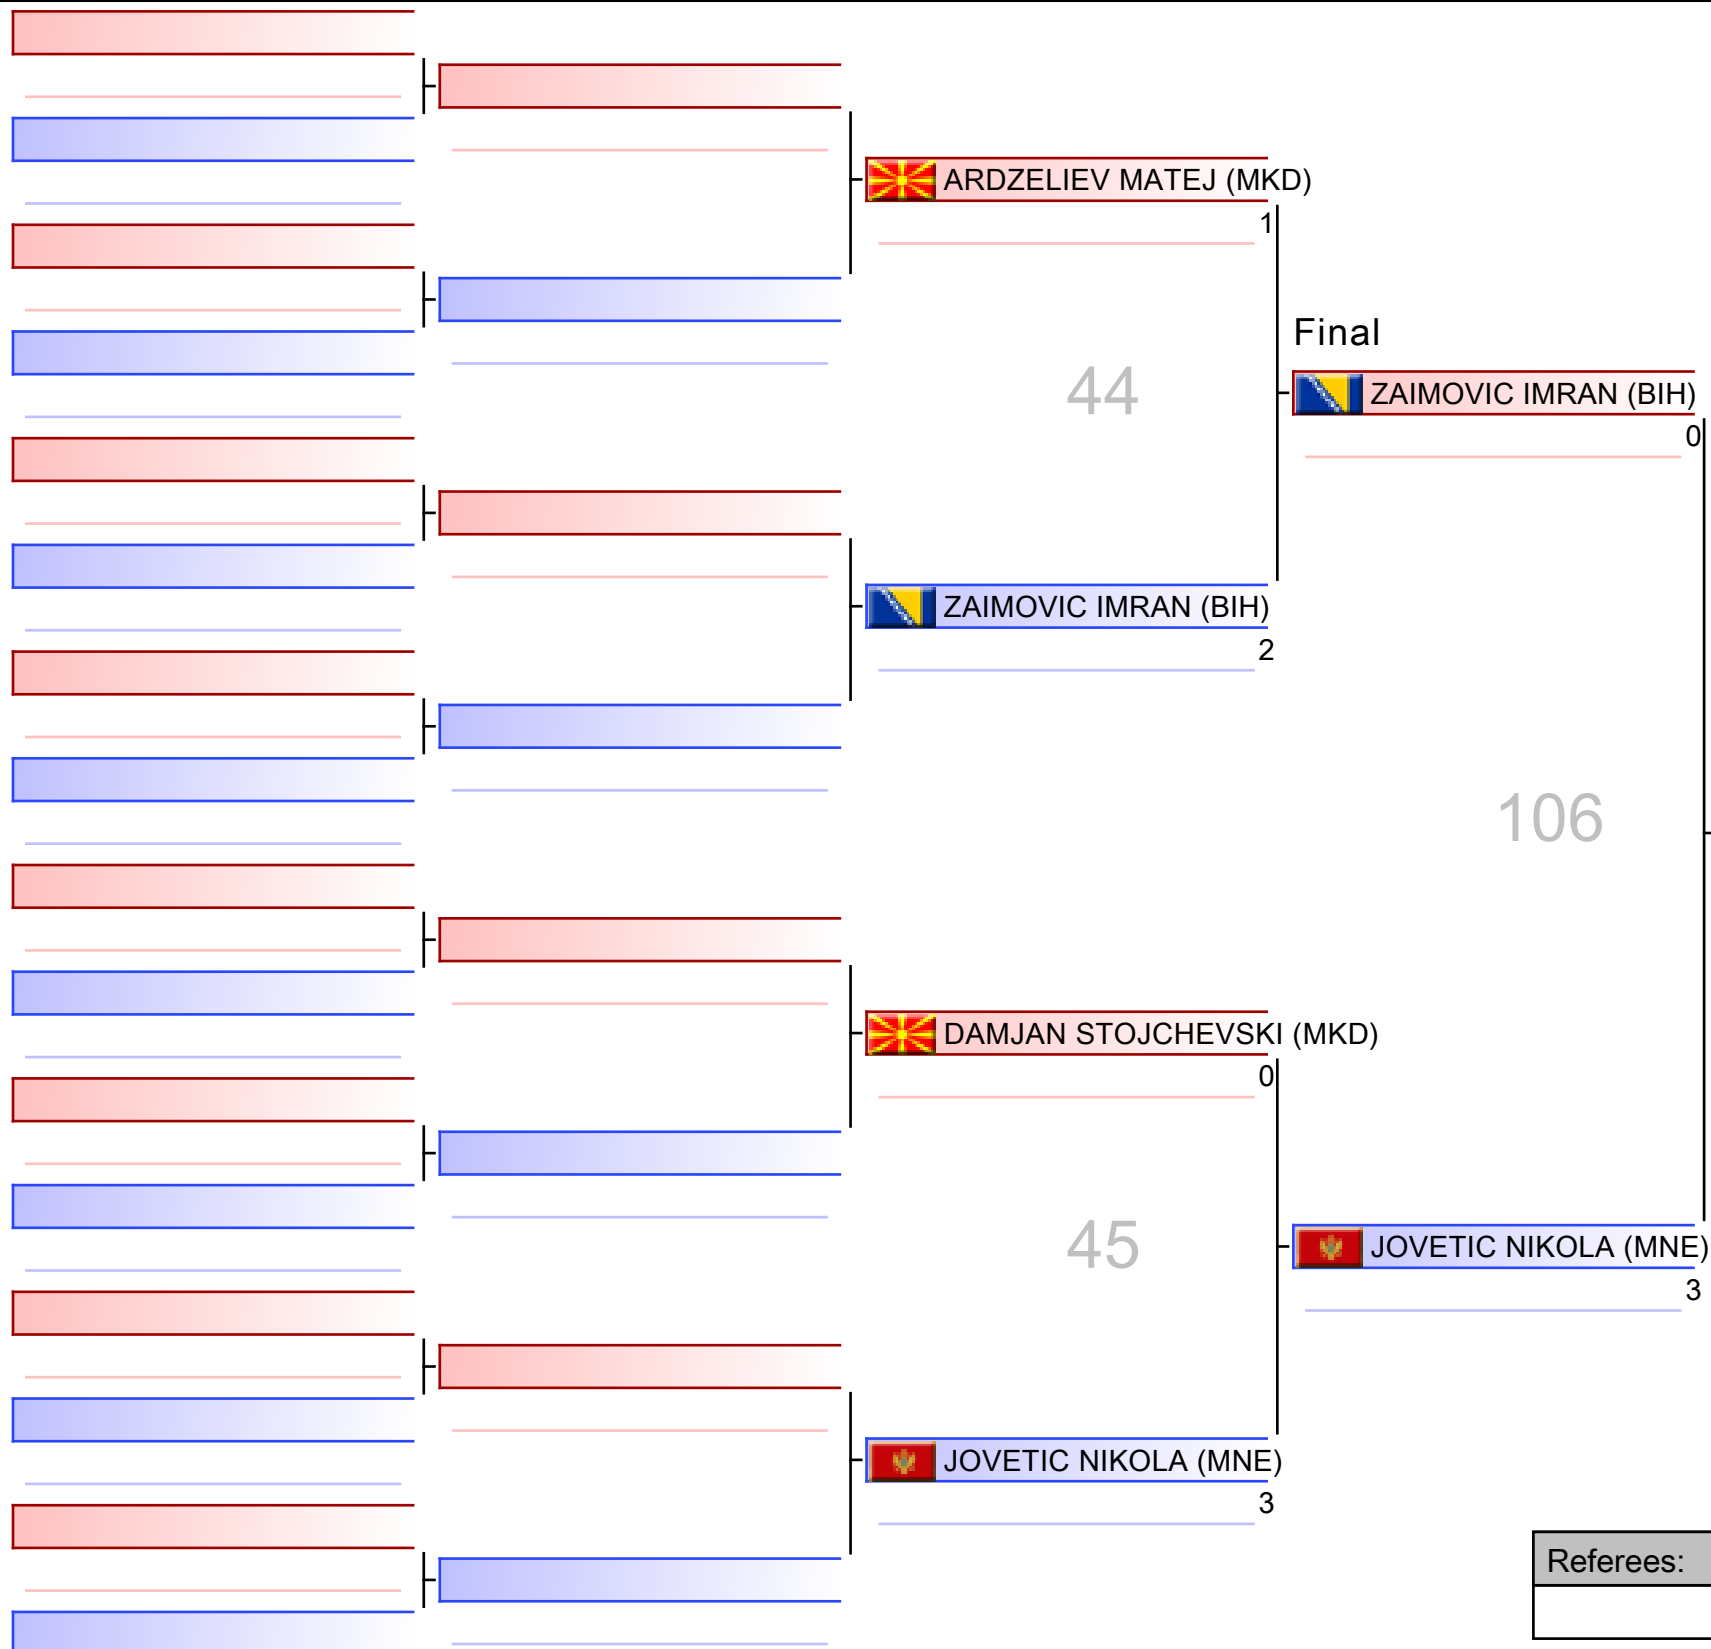 ARDZELIEV MATEJ (MKD)
1
Final
44
ZAIMOVIC IMRAN (BIH)
0
ZAIMOVIC IMRAN (BIH)
2
106
DAMJAN STOJCHEVSKI (MKD)
0
45
JOVETIC NIKOLA (MNE)
3
JOVETIC NIKOLA (MNE)
3
Referees: